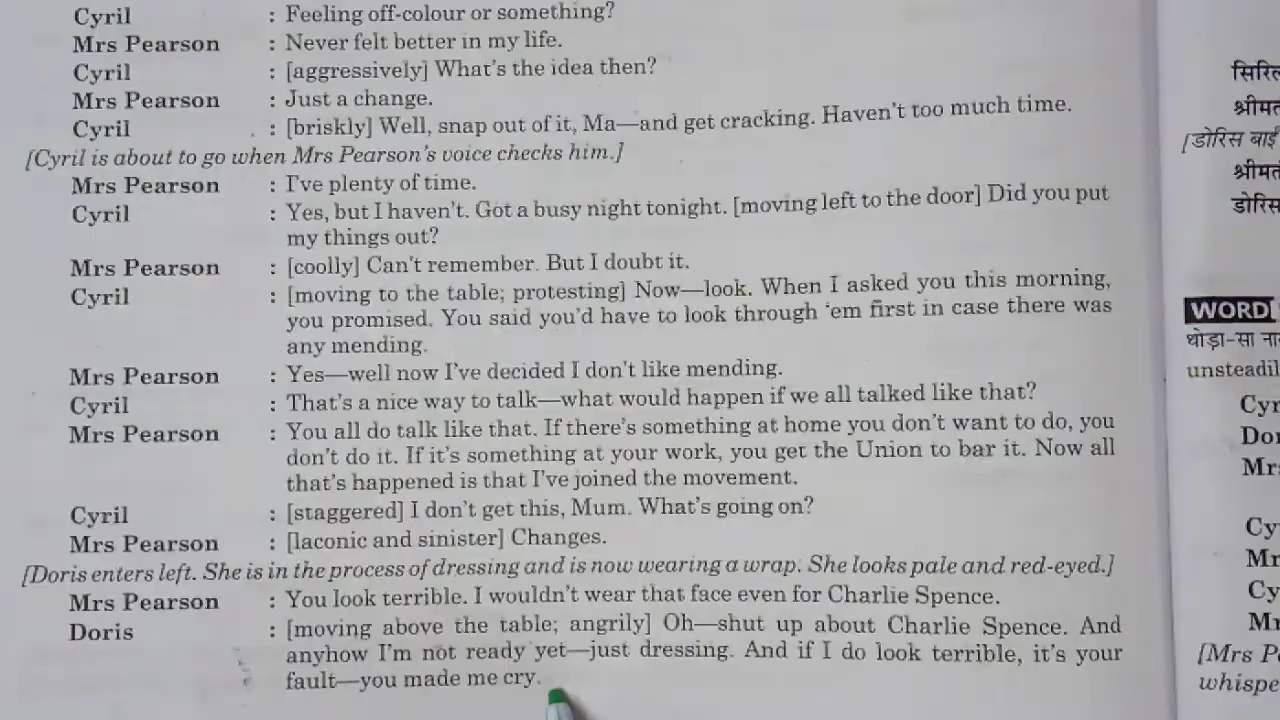 Cyril : Feeling off-colour or something?
Mrs Pearson : Never felt better in my life.
Cyril : [aggressively] What's the idea then?
Mrs Pearson : Just a change.
Cyril : [briskly] Well, snap out of it, Ma—and get cracking. Haven't too much time.
[Cyril is about to go when Mrs Pearson's voice checks him.]
Mrs Pearson : I've plenty of time.
Cyril : Yes, but I haven't. Got a busy night tonight. [moving left to the door] Did you put
my things out?
Mrs Pearson : [coolly] Can't remember. But I doubt it.
Cyril : [moving to the table; protesting] Now—look. When I asked you this morning,
you promised. You said you'd have to look through 'em first in case there was
any mending.
Mrs Pearson : Yes—well now I've decided I don't like mending.
Cyril : That's a nice way to talk—what would happen if we all talked like that?
Mrs Pearson : You all do talk like that. If there's something at home you don't want to do, you
don't do it. If it's something at your work, you get the Union to bar it. Now all
that's happened is that I've joined the movement.
Cyril : [staggered] I don't get this, Mum. What's going on?
Mrs Pearson : [laconic and sinister] Changes.
[Doris enters left. She is in the process of dressing and is now wearing a wrap. She looks pale and red-eyed.]
Mrs Pearson : You look terrible. I wouldn't wear that face even for Charlie Spence.
Doris : [moving above the table; angrily] Oh—shut up about Charlie Spence. And
anyhow I'm not ready yet—just dressing. And if I do look terrible, it's your
fault—you made me cry.
[डोरिस बाई
डोरिस
WORD
थोड़ा-सा
Cy
Cy
[Mrs